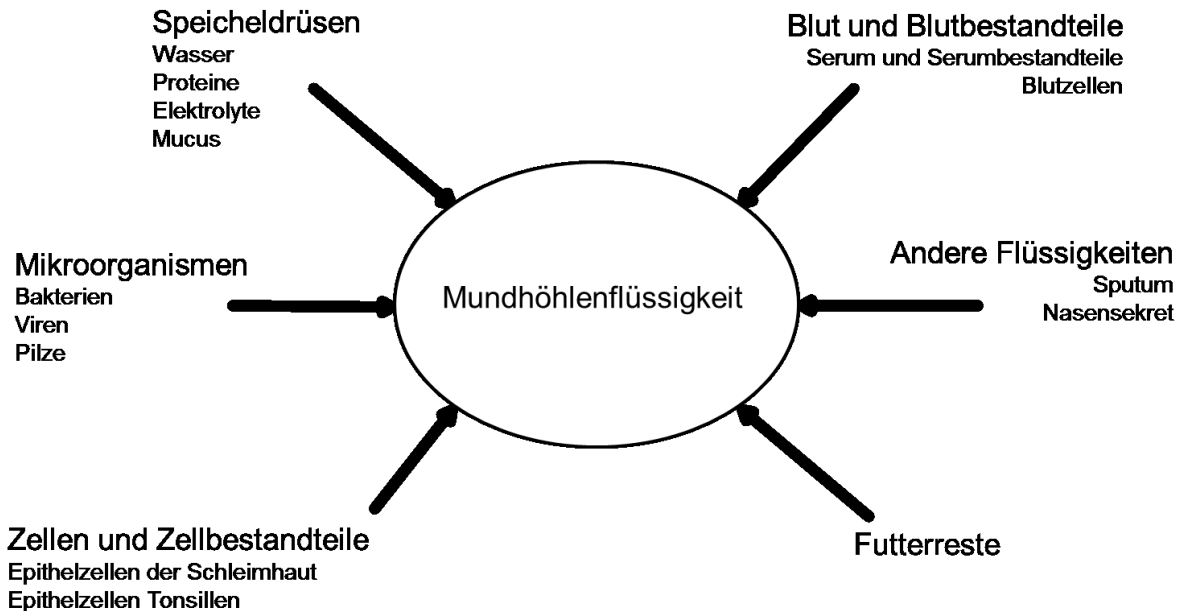 Speicheldrüsen
Wasser
Proteine
Elektrolyte
Mucus
Blut und Blutbestandteile
Serum und Serumbestandteile
Blutzellen
Mikroorganismen
Bakterien
Viren
Pilze
Mundhöhlenflüssigkeit
Andere Flüssigkeiten
Sputum
Nasensekret
Zellen und Zellbestandteile
Epithelzellen der Schleimhaut
Epithelzellen Tonsillen
Futterreste